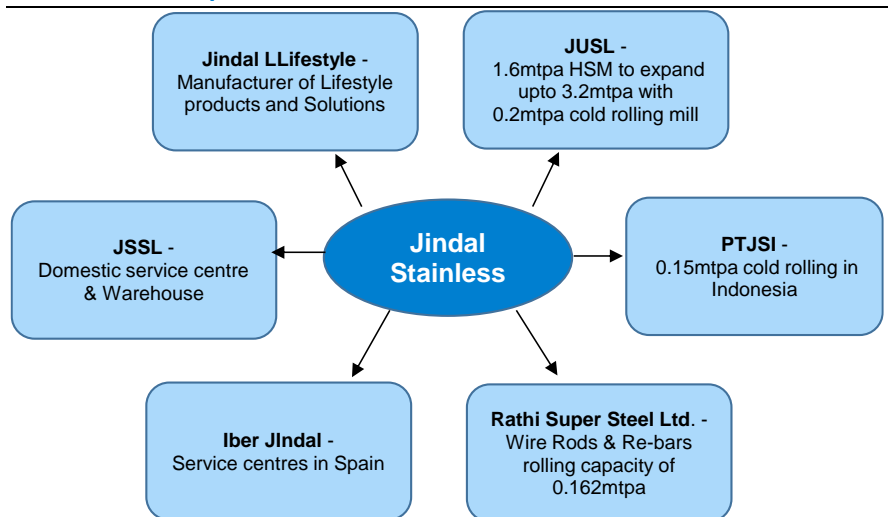 Jindal LLifestyle -
Manufacturer of Lifestyle
products and Solutions
JUSL -
1.6mtpa HSM to expand
upto 3.2mtpa with
0.2mtpa cold rolling mill
JSSL -
Domestic service centre
& Warehouse
Jindal
Stainless
PTJSI -
0.15mtpa cold rolling in
Indonesia
Iber JIndal -
Service centres in Spain
Rathi Super Steel Ltd. -
Wire Rods & Re-bars
rolling capacity of
0.162mtpa